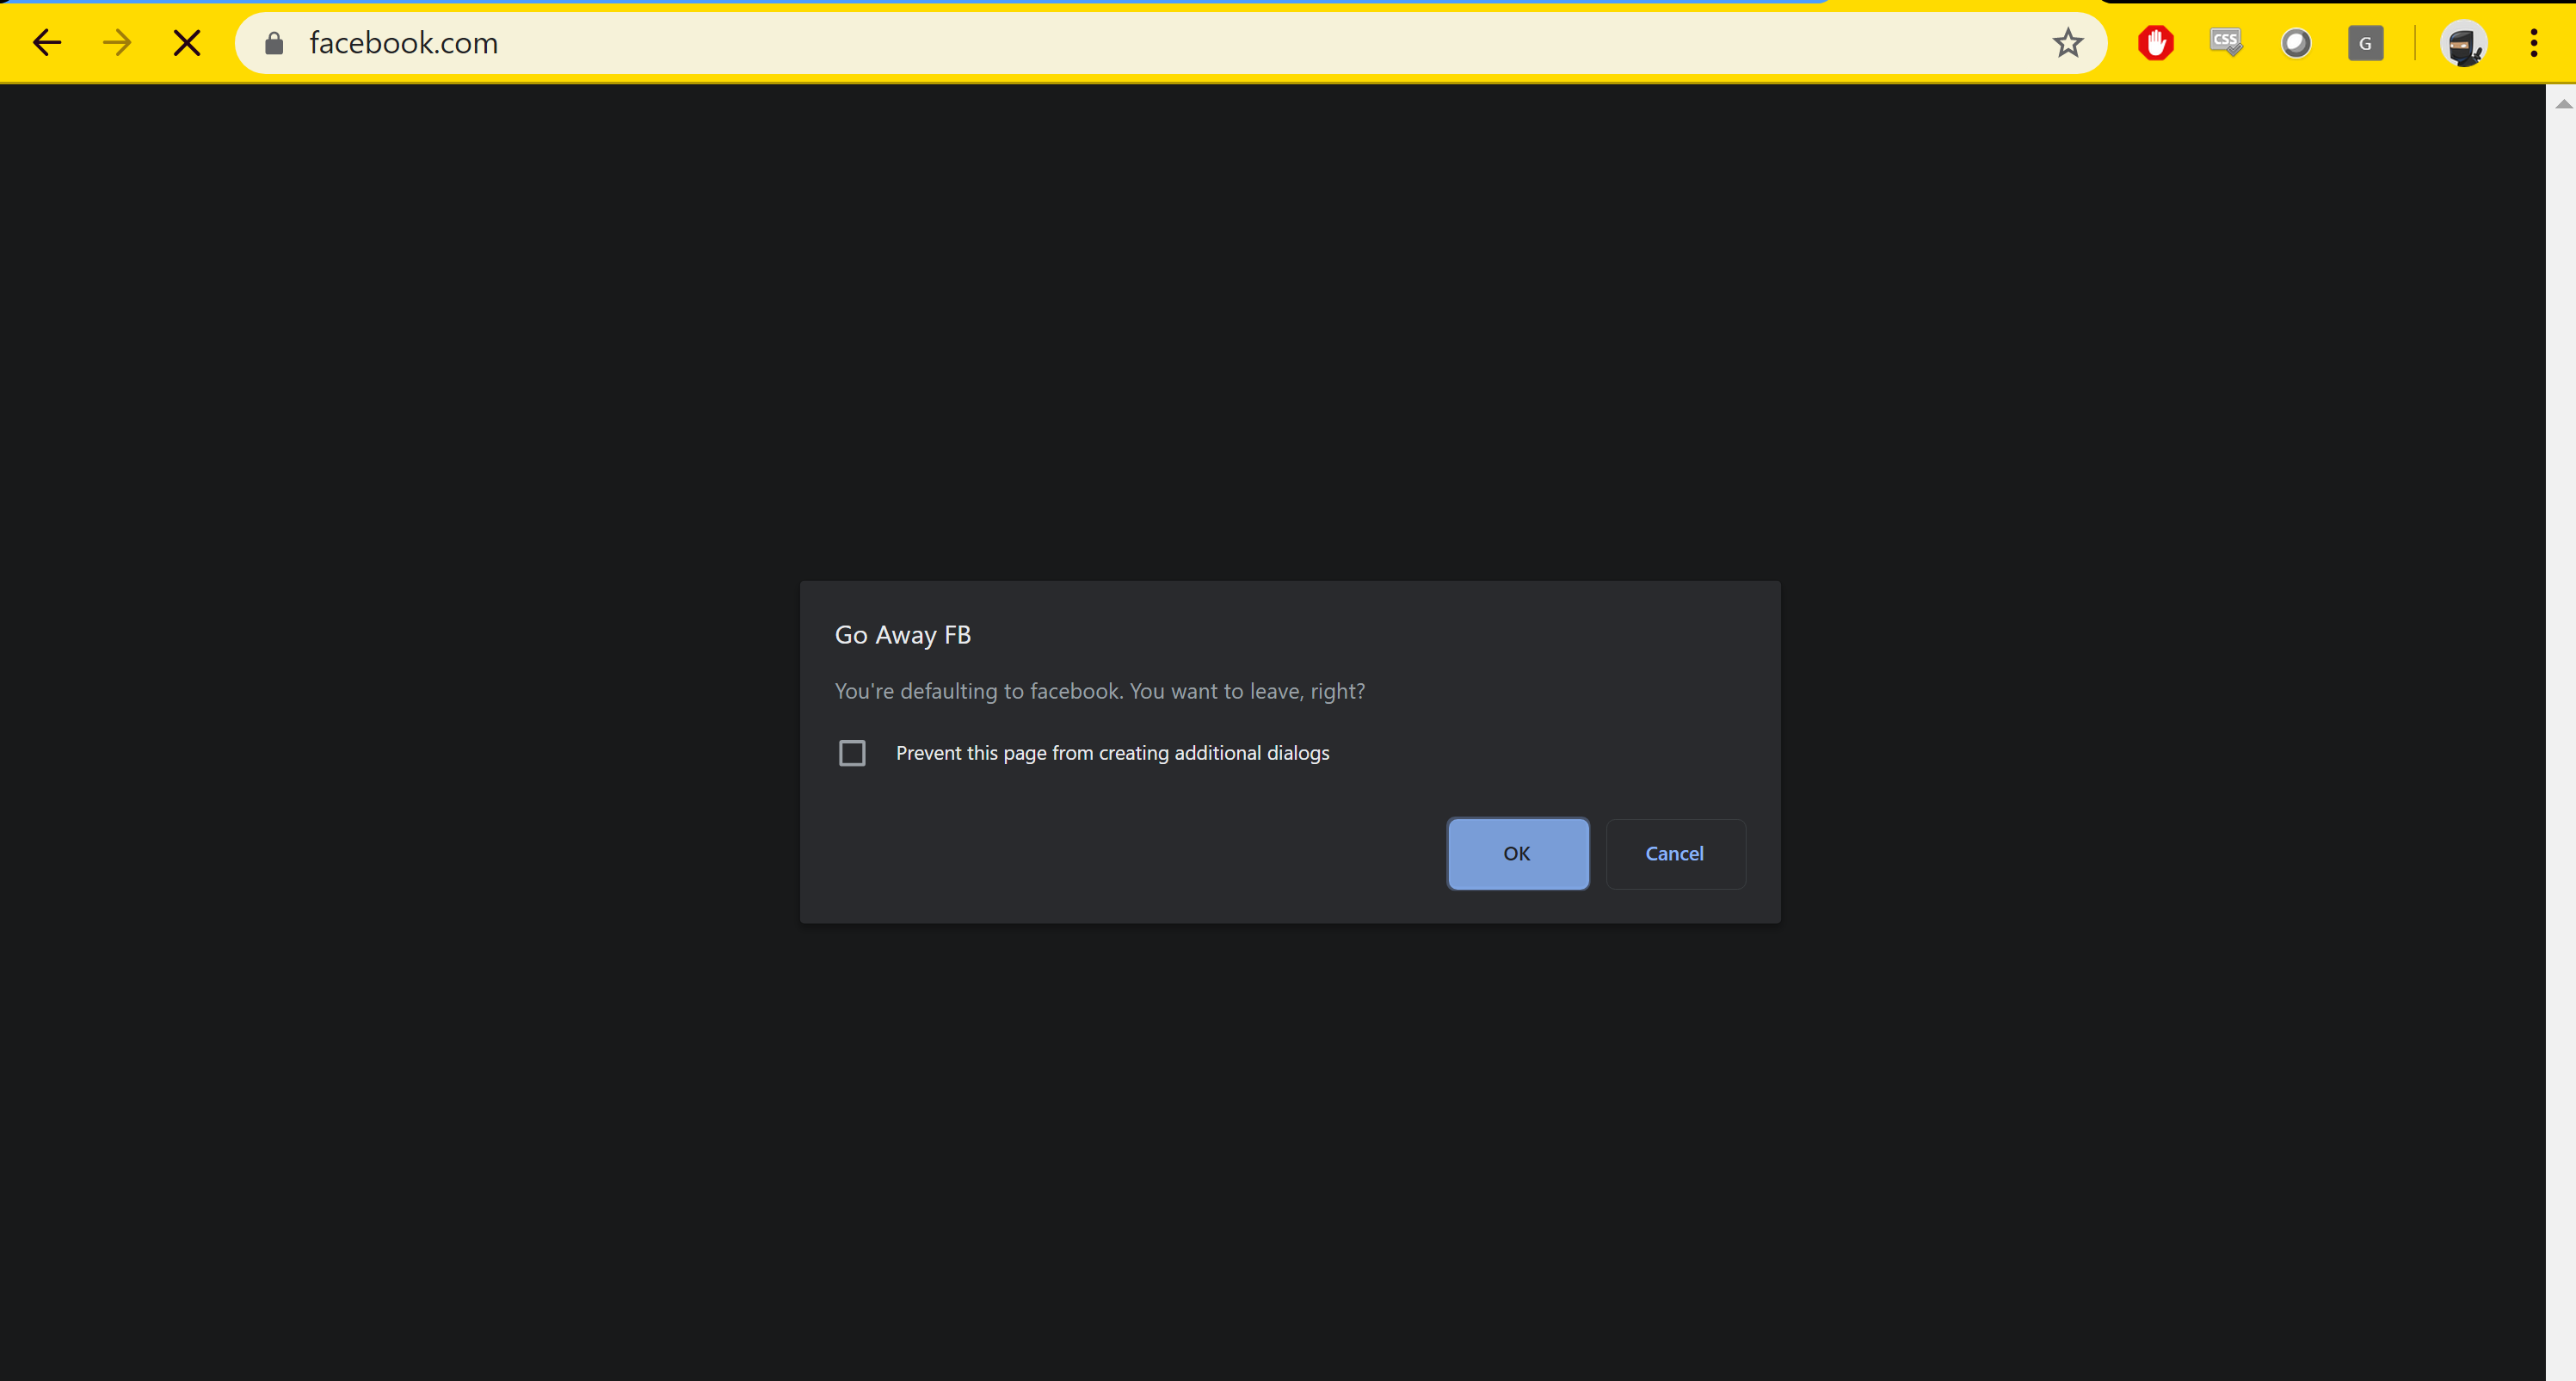 facebook.com
CSS
G
Go Away FB
You're defaulting to facebook. You want to leave, right?
Prevent this page from creating additional dialogs
OK
Cancel